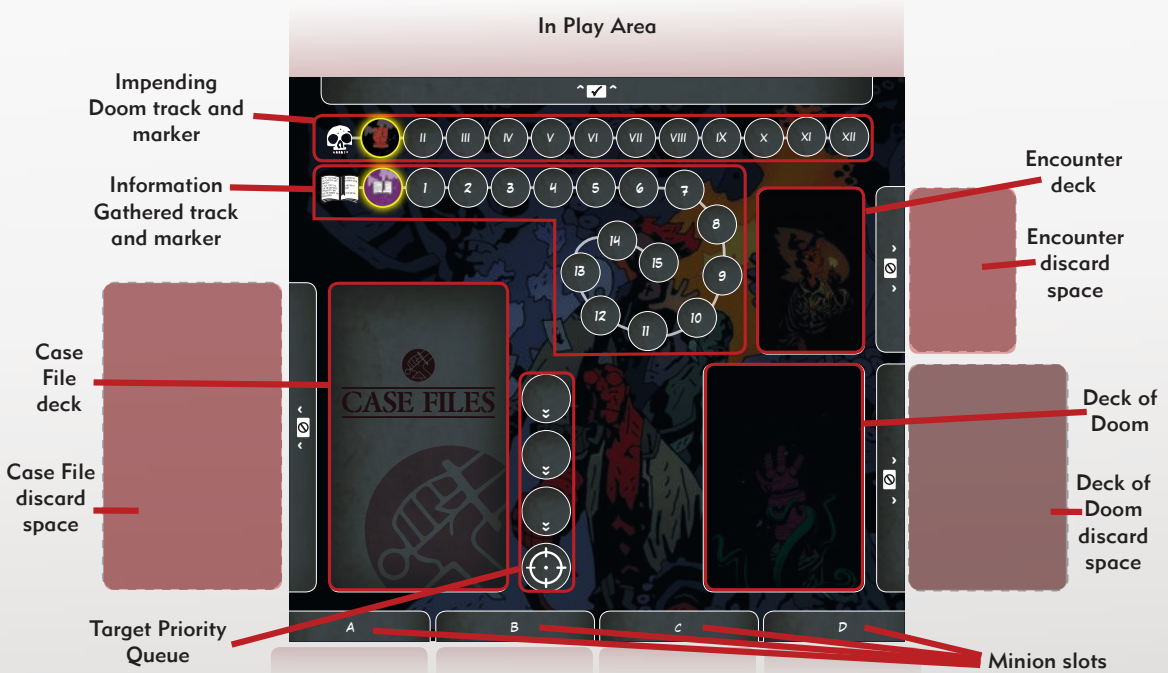 In Play Area
Impending
Doom track and
marker
II III IV V VI VII VIII IX X XI XII
Information
Gathered track
and marker
1 2 3 4 5 6 7
8
9
10
11
12
13
14
15
Encounter
deck
Encounter
discard
space
Case
File
deck
CASE FILES
Case File
discard
space
Deck of
Doom
Deck of
Doom
discard
space
Target Priority
Queue
A B C D
Minion slots